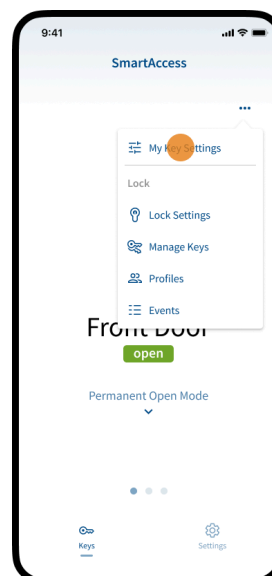 9:41
SmartAccess
My Key Settings
Lock
Lock Settings
Manage Keys
Profiles
Events
Front Door
open
Permanent Open Mode
Keys
Settings